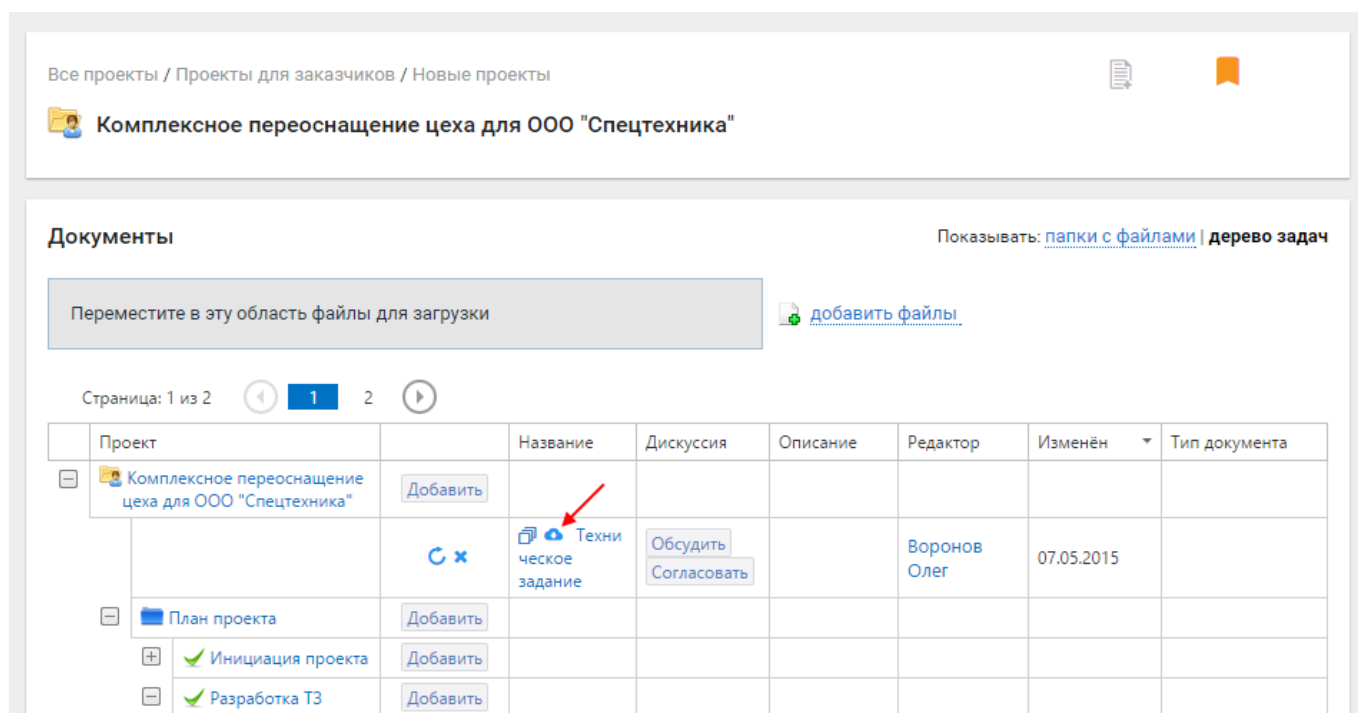 Все проекты / Проекты для заказчиков / Новые проекты
Комплексное переоснащение цеха для ООО "Спецтехника"
Документы
Показывать: папки с файлами | дерево задач
Переместите в эту область файлы для загрузки
добавить файлы
Страница: 1 из 2 1 2
Проект Название Дискуссия Описание Редактор Изменён Тип документа
Комплексное переоснащение
цеха для ООО "Спецтехника"
Добавить
Техни
ческое
задание
Обсудить
Согласовать
Воронов
Олег
07.05.2015
План проекта Добавить
Инициация проекта Добавить
Разработка ТЗ Добавить